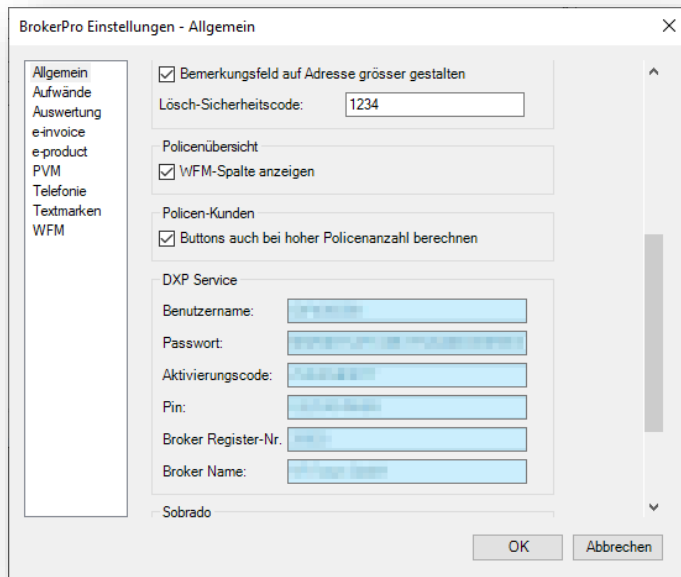 BrokerPro Einstellungen - Allgemein
Allgemein
Aufwände
Auswertung
e-invoice
e-product
PVM
Telefonie
Textmarken
WFM
Bemerkungsfeld auf Adresse grösser gestalten
Lösch-Sicherheitscode: 1234
Policenübersicht
WFM-Spalte anzeigen
Policen-Kunden
Buttons auch bei hoher Policenanzahl berechnen
DXP Service
Benutzername:
Passwort:
Aktivierungscode:
Pin:
Broker Register-Nr.
Broker Name:
Sobrado
OK Abbrechen